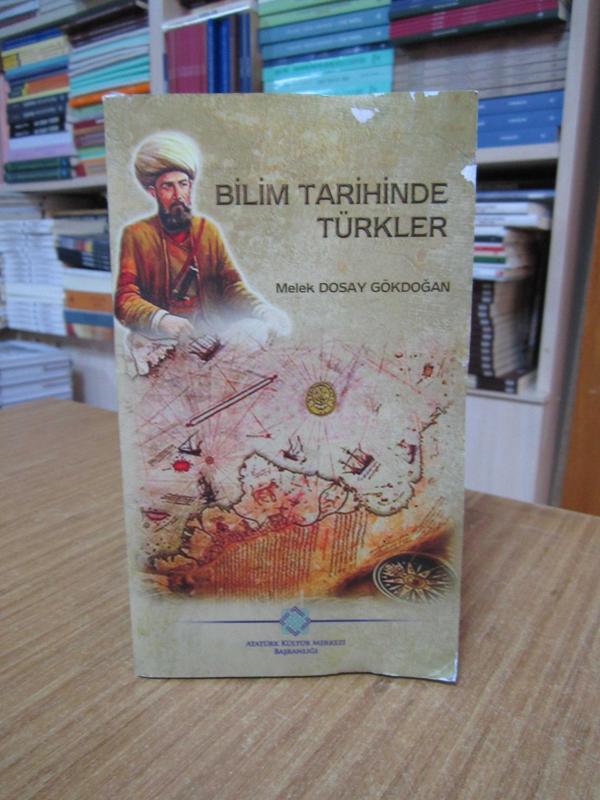 BİLİM TARİHİNDE
TÜRKLER
Melek DOSAY GÖKDOĞAN
ATATÜRK KÜLTÜR MERKEZİ
BAŞKANLIĞI